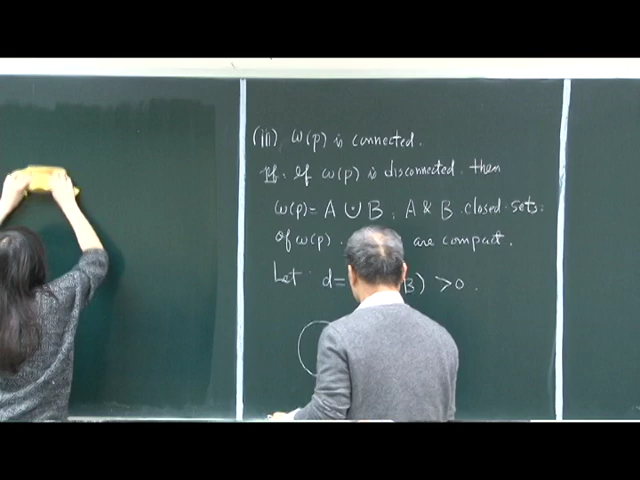 (iii) ω(p) is connected.
Pf. If ω(p) is disconnected. then
ω(p) = A ∪ B, A & B closed sets.
of ω(p). are compact.
Let d = B) > 0.